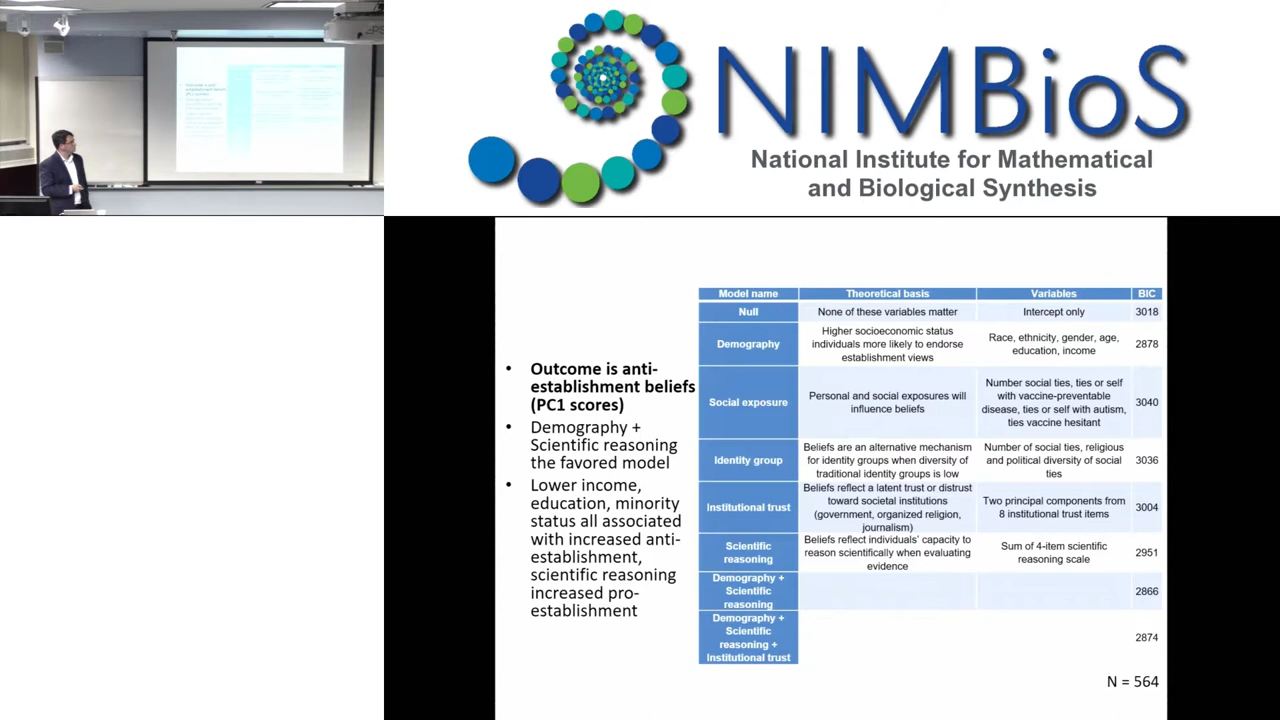 NIMBioS
National Institute for Mathematical
and Biological Synthesis
• Outcome is anti-
establishment beliefs
(PC1 scores)
• Demography +
Scientific reasoning
the favored model
• Lower income,
education, minority
status all associated
with increased anti-
establishment,
scientific reasoning
increased pro-
establishment
Model name Theoretical basis Variables BIC
Null None of these variables matter Intercept only 3018
Demography
Higher socioeconomic status
individuals more likely to endorse
establishment views
Race, ethnicity, gender, age,
education, income
2878
Social exposure
Personal and social exposures will
influence beliefs
Number social ties, ties or self
with vaccine-preventable
disease, ties or self with autism,
ties vaccine hesitant
3040
Identity group
Beliefs are an alternative mechanism
for identity groups when diversity of
traditional identity groups is low
Number of social ties, religious
and political diversity of social
ties
3036
Institutional trust
Beliefs reflect a latent trust or distrust
toward societal institutions
(government, organized religion,
journalism)
Two principal components from
8 institutional trust items
3004
Scientific
reasoning
Beliefs reflect individuals' capacity to
reason scientifically when evaluating
evidence
Sum of 4-item scientific
reasoning scale
2951
Demography +
Scientific
reasoning
2866
Demography +
Scientific
reasoning +
Institutional trust
2874
N = 564